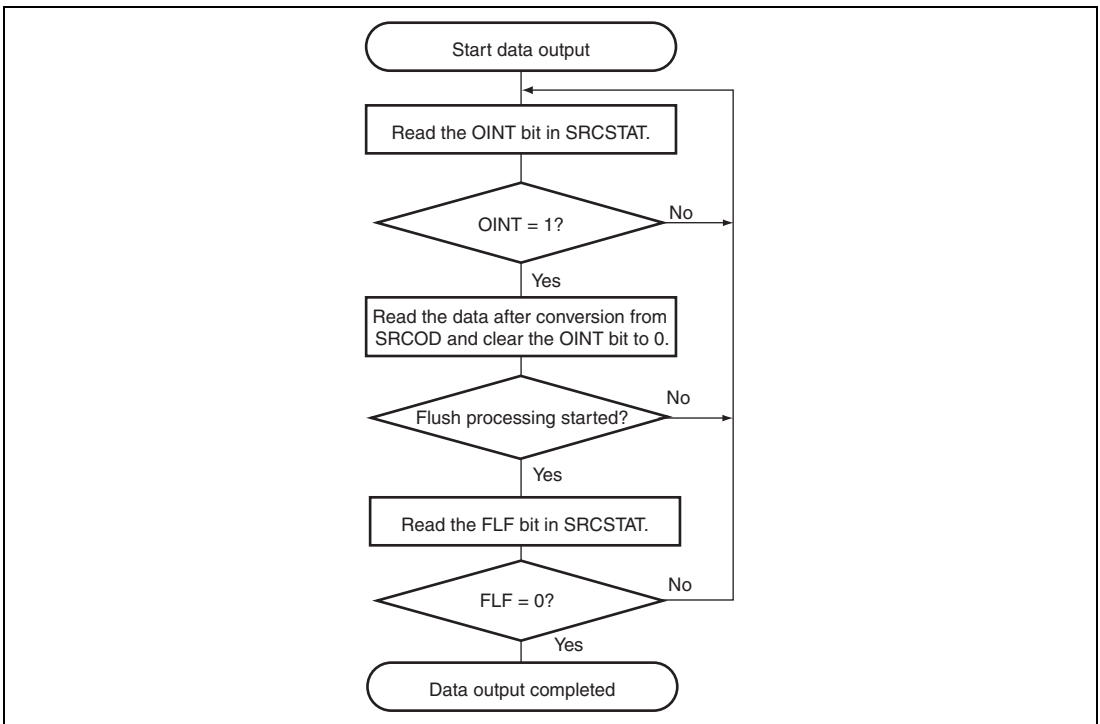 Start data output
Read the OINT bit in SRCSTAT.
OINT = 1?
No
Yes
Read the data after conversion from
SRCOD and clear the OINT bit to 0.
Flush processing started?
No
Yes
Read the FLF bit in SRCSTAT.
FLF = 0?
No
Yes
Data output completed